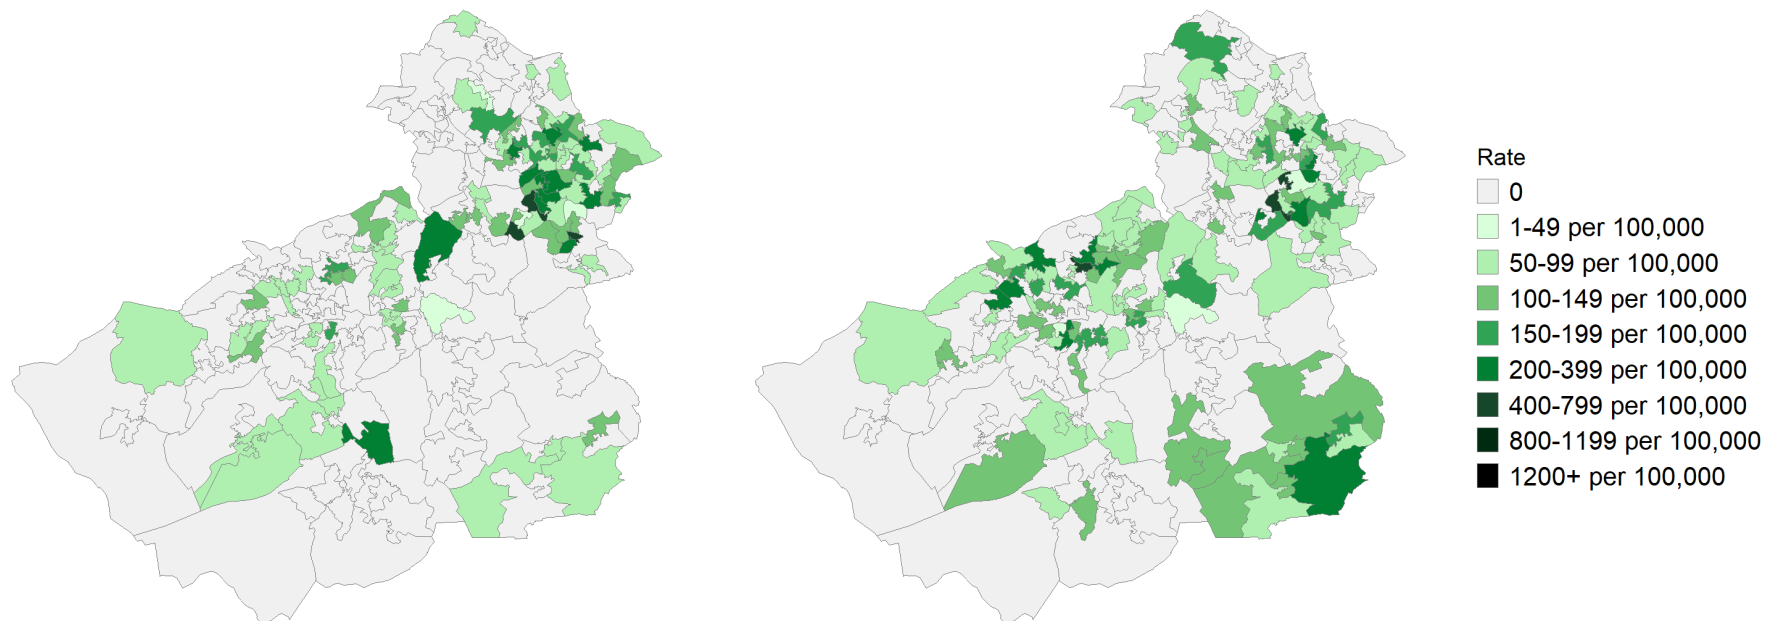 Rate
0
1-49 per 100,000
50-99 per 100,000
100-149 per 100,000
150-199 per 100,000
200-399 per 100,000
400-799 per 100,000
800-1199 per 100,000
1200+ per 100,000